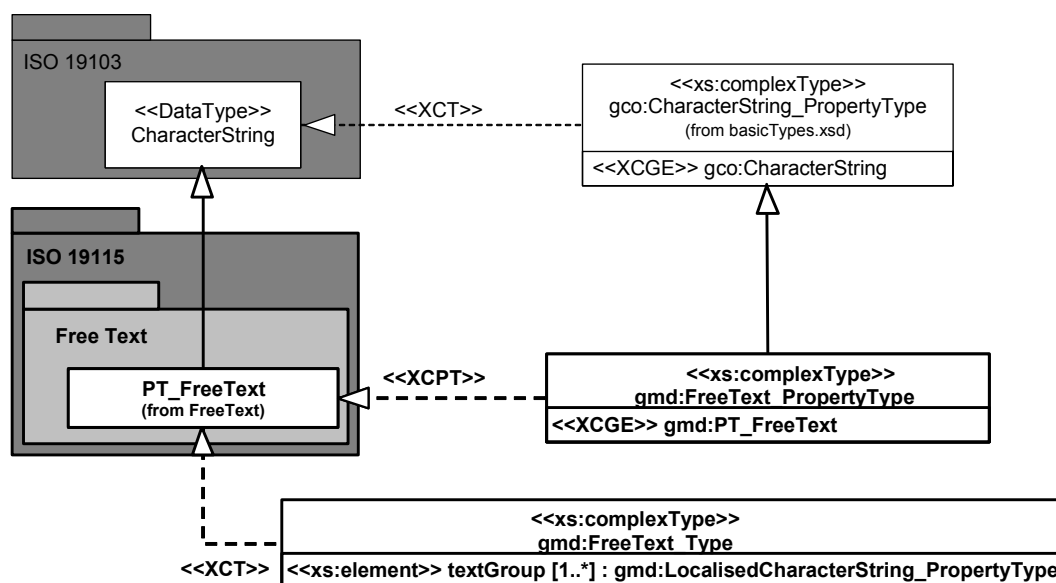 ISO 19103
<<DataType>>
CharacterString
<<XCT>>
<<xs:complexType>>
gco:CharacterString_PropertyType
(from basicTypes.xsd)
<<XCGE>> gco:CharacterString
ISO 19115
Free Text
PT_FreeText
(from FreeText)
<<XCPT>>
<<xs:complexType>>
gmd:FreeText_PropertyType
<<XCGE>> gmd:PT_FreeText
<<XCT>>
<<xs:complexType>>
gmd:FreeText_Type
<<xs:element>> textGroup [1..*] : gmd:LocalisedCharacterString_PropertyType